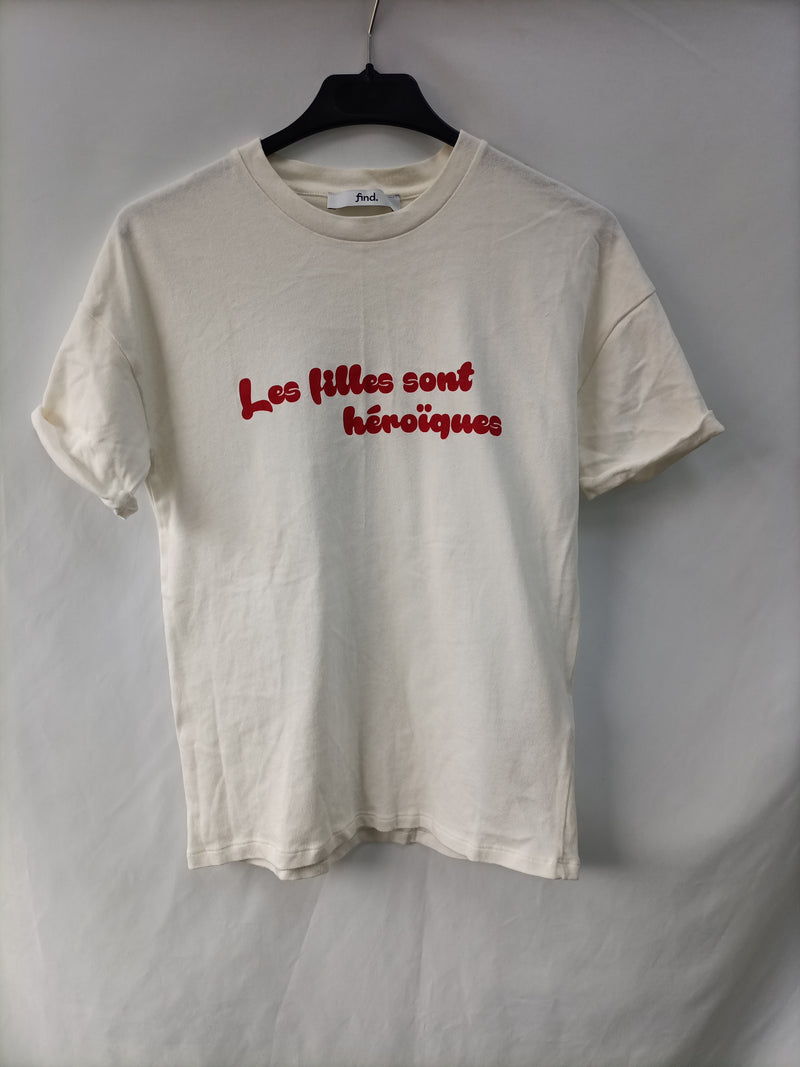 find.
Les filles sont
héroïques